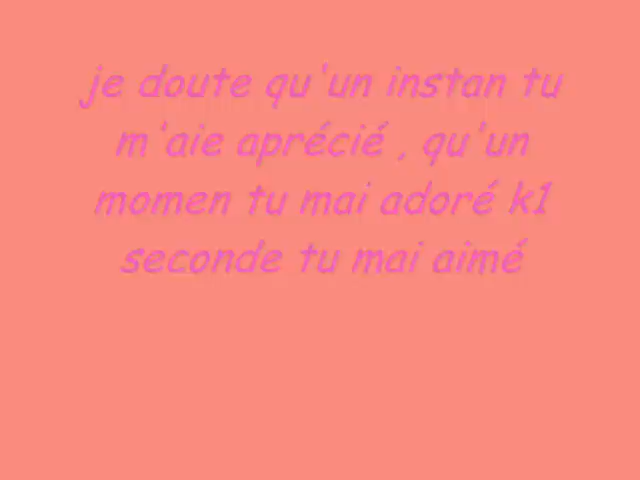 je doute qu'un instan tu
m'aie aprécié , qu'un
momen tu mai adoré k1
seconde tu mai aimé